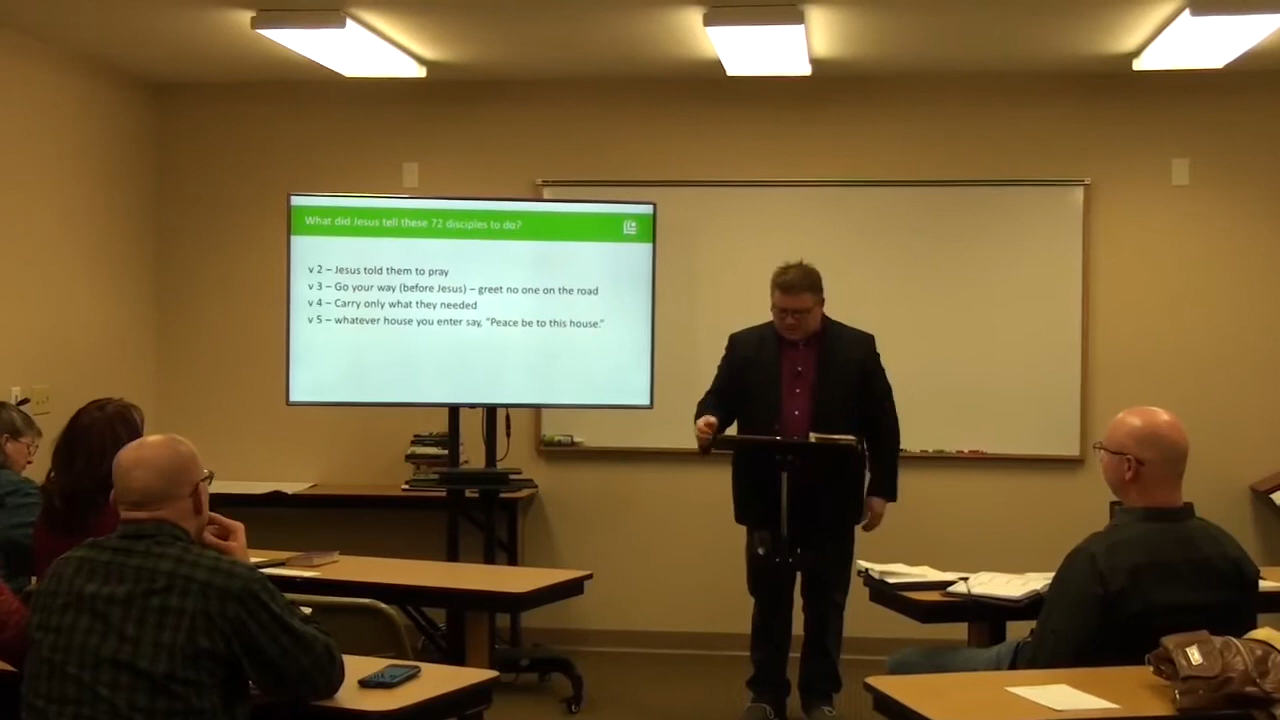 What did Jesus tell these 72 disciples to do?
v 2 – Jesus told them to pray
v 3 – Go your way (before Jesus) – greet no one on the road
v 4 – Carry only what they needed
v 5 – whatever house you enter say, "Peace be to this house."